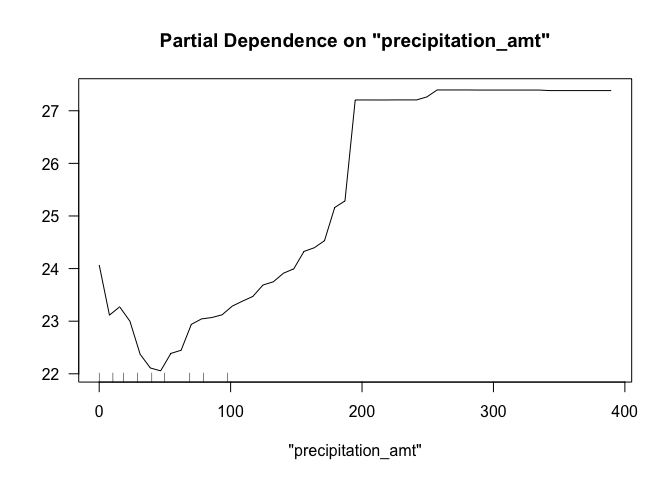 Partial Dependence on "precipitation_amt"
27
26
25
24
23
22
0 100 200 300 400
"precipitation_amt"